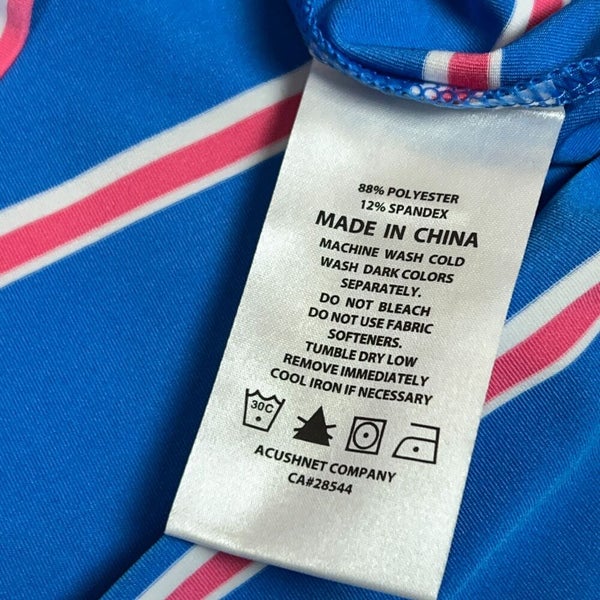 88% POLYESTER
12% SPANDEX
MADE IN CHINA
MACHINE WASH COLD
WASH DARK COLORS
SEPARATELY.
DO NOT BLEACH
DO NOT USE FABRIC
SOFTENERS.
TUMBLE DRY LOW
REMOVE IMMEDIATELY
COOL IRON IF NECESSARY
30C
ACUSHNET COMPANY
CA#28544